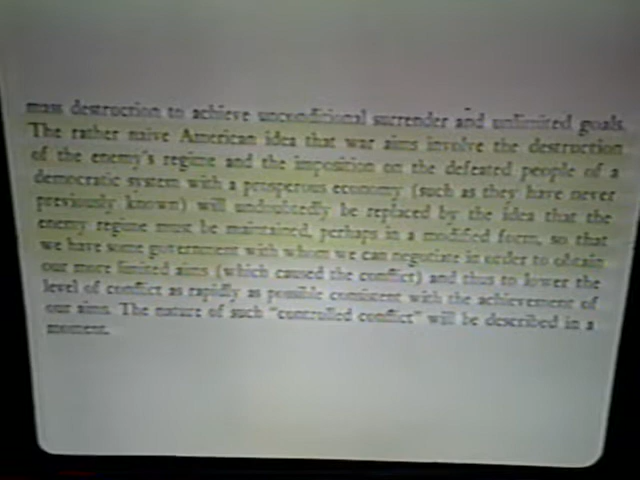 mass destruction to achieve unconditional surrender and unlimited goals.
The rather naive American idea that war aims involve the destruction
of the enemy's regime and the imposition on the defeated people of a
democratic system with a prosperous economy (such as they have never
previously known) will undoubtedly be replaced by the idea that the
enemy regime must be maintained, perhaps in a modified form, so that
we have some government with whom we can negotiate in order to obtain
our more limited aims (which caused the conflict) and thus to lower the
level of conflict as rapidly as possible consistent with the achievement of
our aims. The nature of such "controlled conflict" will be described in a
moment.